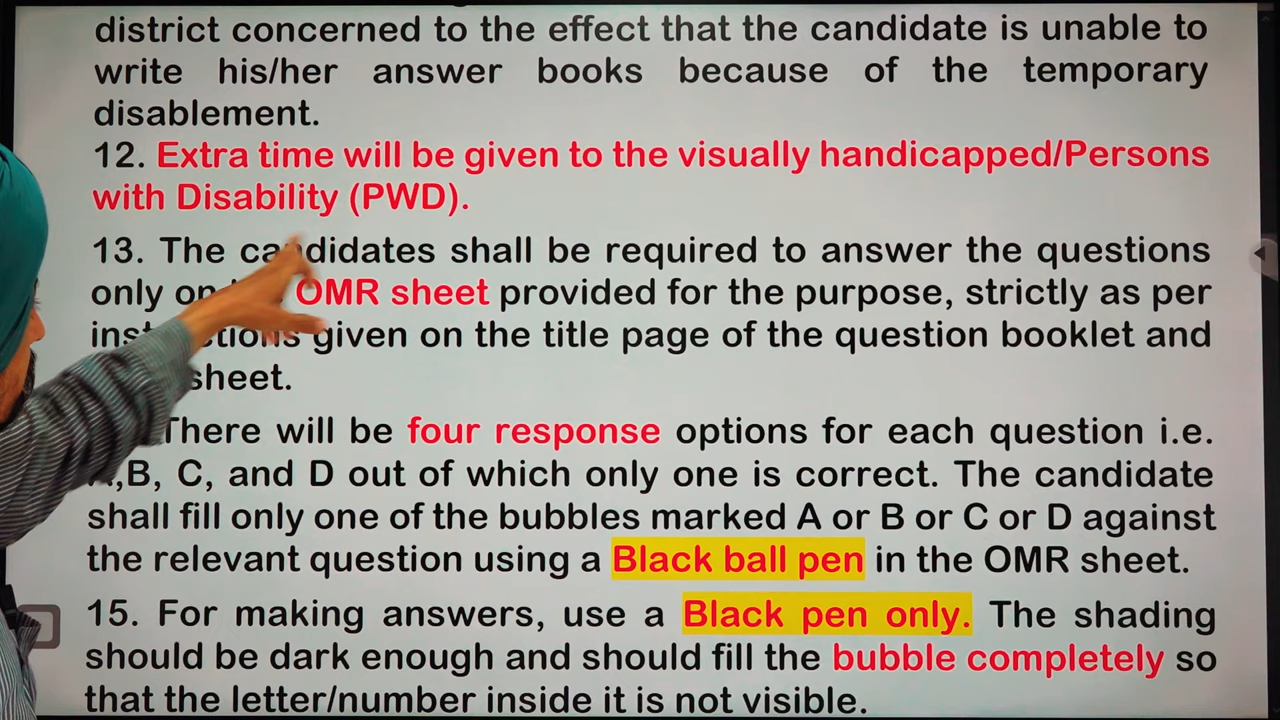 district concerned to the effect that the candidate is unable to
write his/her answer books because of the temporary
disablement.
12. Extra time will be given to the visually handicapped/Persons
with Disability (PWD).
13. The candidates shall be required to answer the questions
only on OMR sheet provided for the purpose, strictly as per
instructions given on the title page of the question booklet and
sheet.
There will be four response options for each question i.e.
A,B, C, and D out of which only one is correct. The candidate
shall fill only one of the bubbles marked A or B or C or D against
the relevant question using a Black ball pen in the OMR sheet.
15. For making answers, use a Black pen only. The shading
should be dark enough and should fill the bubble completely so
that the letter/number inside it is not visible.